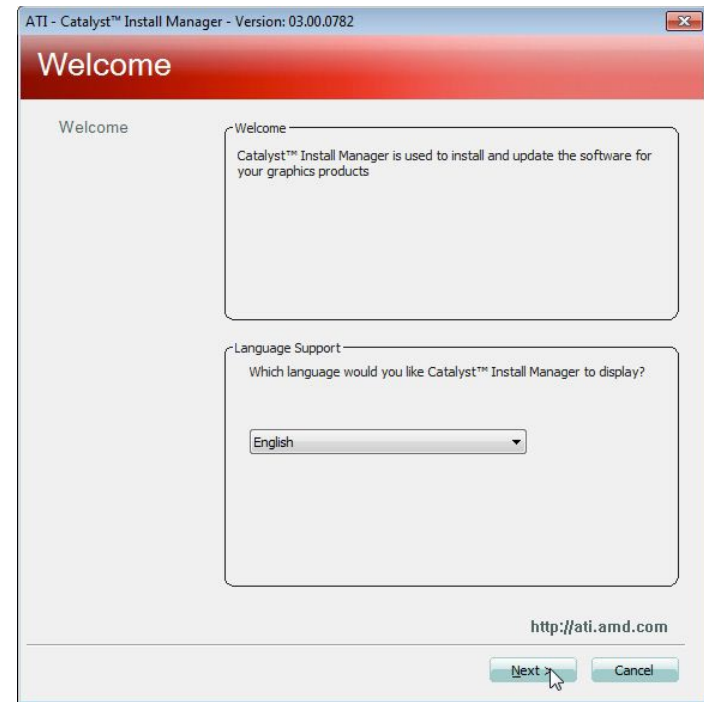 ATI - Catalyst™ Install Manager - Version: 03.00.0782
Welcome
Welcome
Welcome
Catalyst™ Install Manager is used to install and update the software for
your graphics products
Language Support
Which language would you like Catalyst™ Install Manager to display?
English
http://ati.amd.com
Next >
Cancel